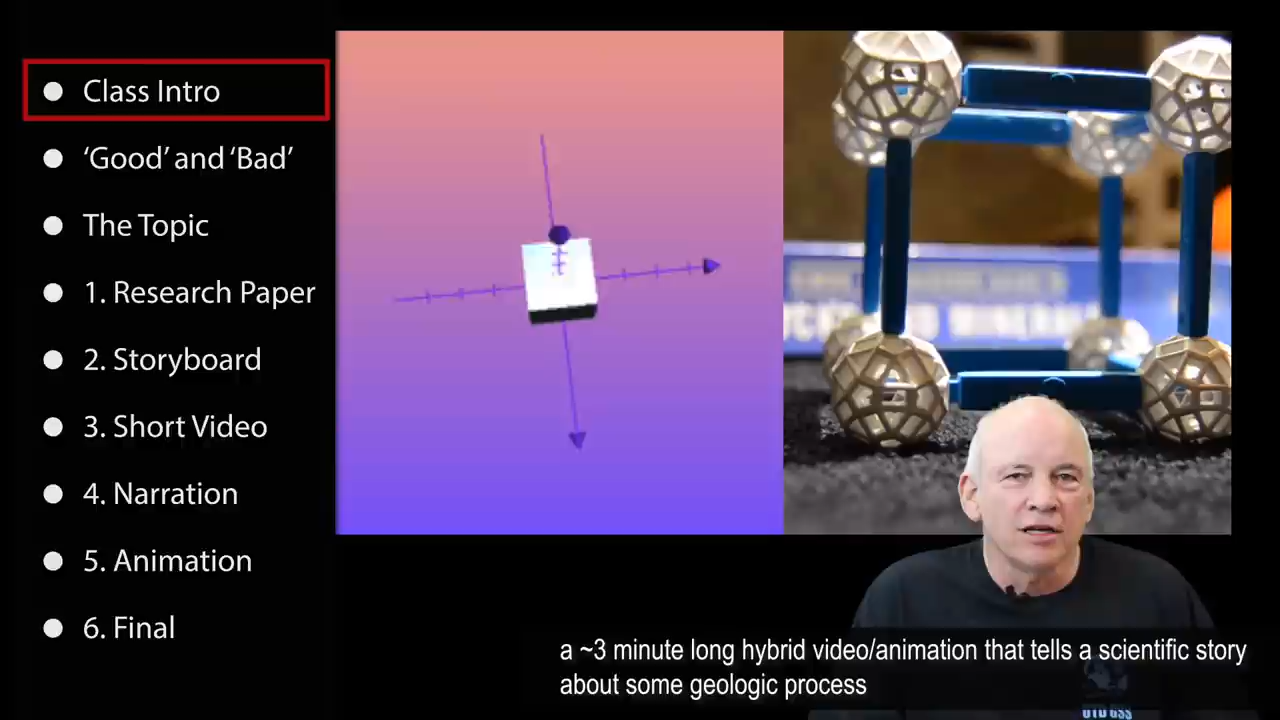 Class Intro
‘Good’ and ‘Bad’
The Topic
1. Research Paper
2. Storyboard
3. Short Video
4. Narration
5. Animation
6. Final
a ~3 minute long hybrid video/animation that tells a scientific story
about some geologic process